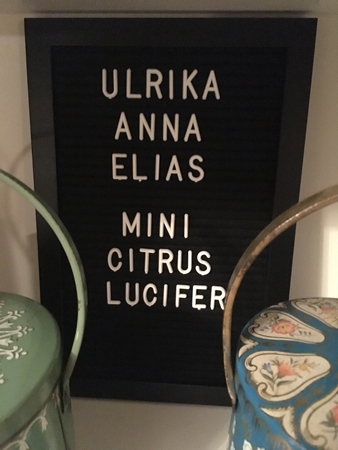 ULRIKA
ANNA
ELIAS
MINI
CITRUS
LUCIFER